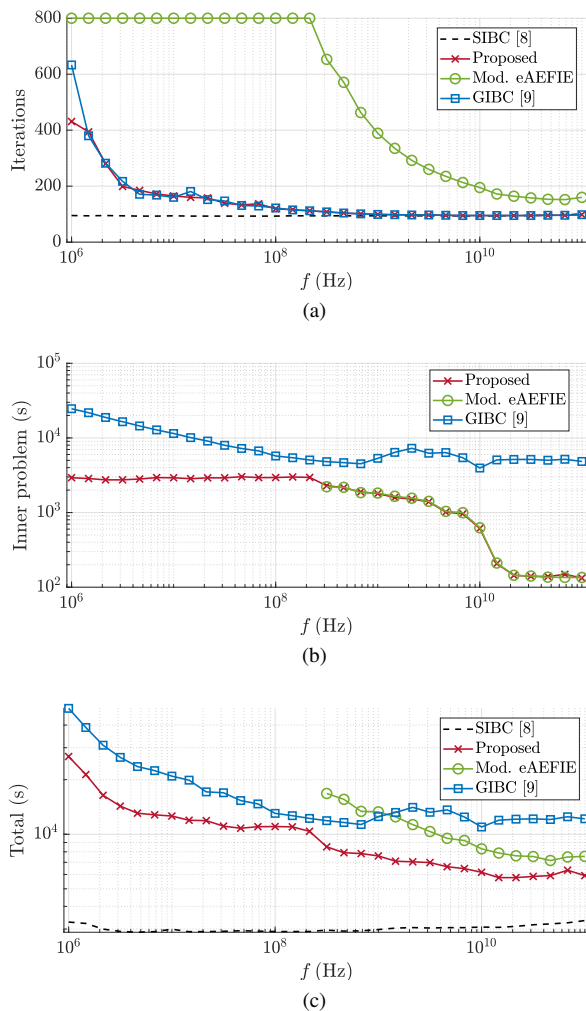 800
600
400
200
0
Iterations
10^6
10^8
10^10
f (Hz)
SIBC [8]
Proposed
Mod. eAEFIE
GIBC [9]
(a)
10^5
10^4
10^3
10^2
Inner problem (s)
10^6
10^8
10^10
f (Hz)
Proposed
Mod. eAEFIE
GIBC [9]
(b)
10^4
Total (s)
10^6
10^8
10^10
f (Hz)
SIBC [8]
Proposed
Mod. eAEFIE
GIBC [9]
(c)